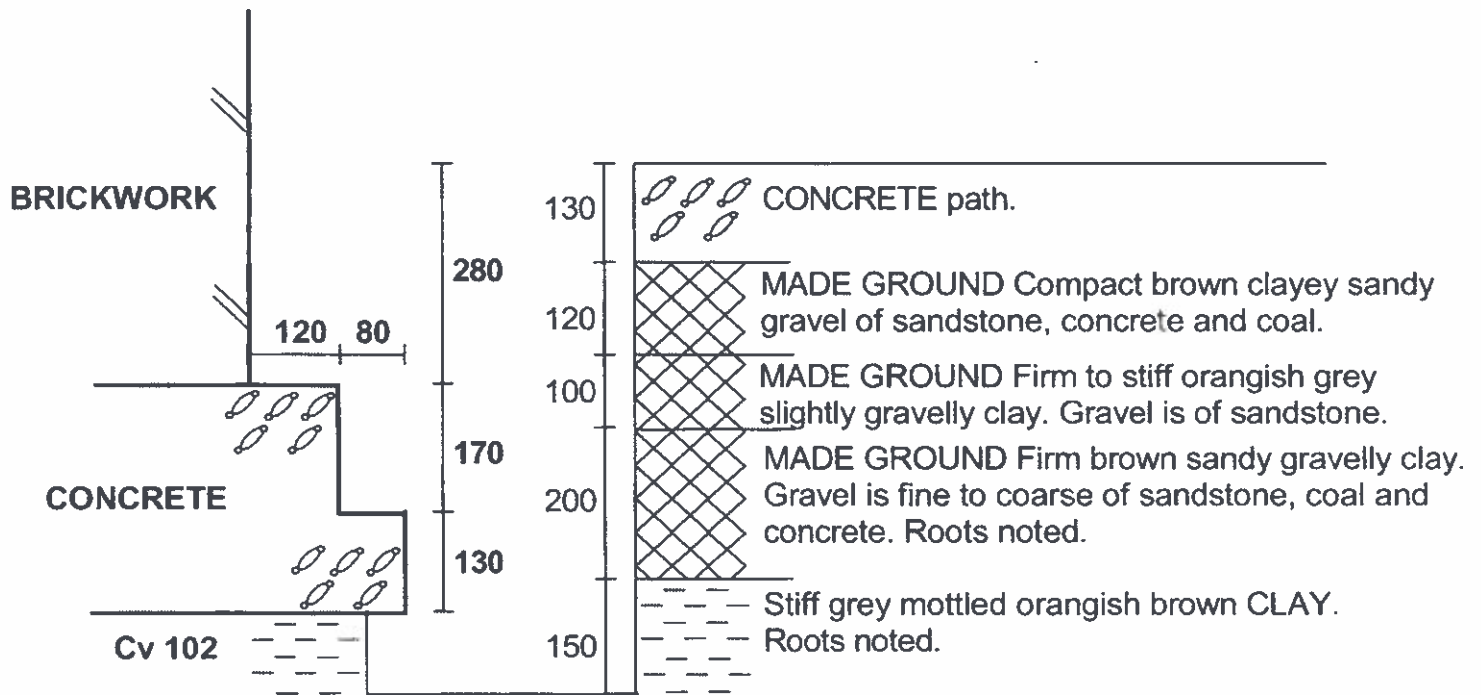 BRICKWORK
280
120 80
170
CONCRETE
130
Cv 102
130
CONCRETE path.
120
MADE GROUND Compact brown clayey sandy
gravel of sandstone, concrete and coal.
100
MADE GROUND Firm to stiff orangish grey
slightly gravelly clay. Gravel is of sandstone.
200
MADE GROUND Firm brown sandy gravelly clay.
Gravel is fine to coarse of sandstone, coal and
concrete. Roots noted.
150
Stiff grey mottled orangish brown CLAY.
Roots noted.